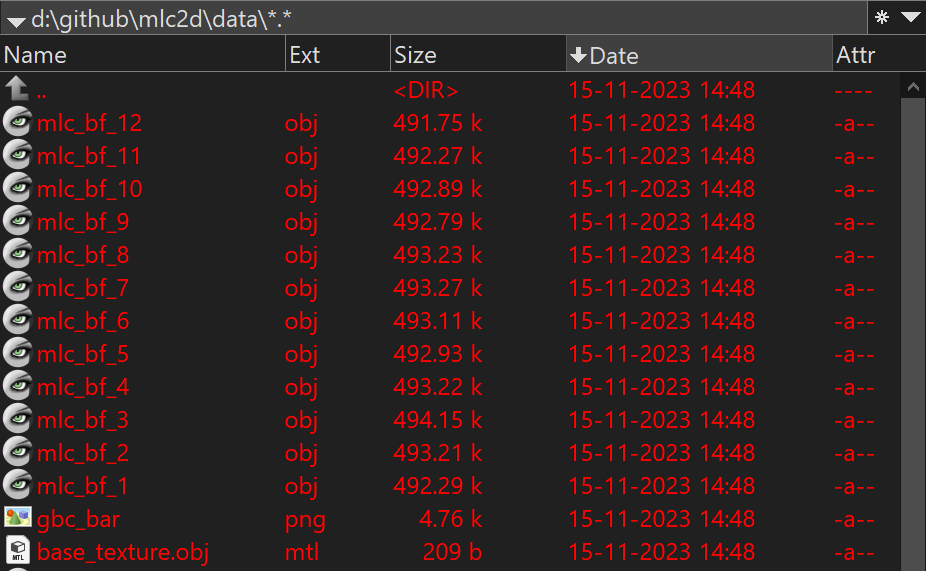 d:\github\mlc2d\data\*.* *
Name Ext Size Date Attr
.. <DIR> 15-11-2023 14:48 ----
mlc_bf_12 obj 491.75 k 15-11-2023 14:48 -a--
mlc_bf_11 obj 492.27 k 15-11-2023 14:48 -a--
mlc_bf_10 obj 492.89 k 15-11-2023 14:48 -a--
mlc_bf_9 obj 492.79 k 15-11-2023 14:48 -a--
mlc_bf_8 obj 493.23 k 15-11-2023 14:48 -a--
mlc_bf_7 obj 493.27 k 15-11-2023 14:48 -a--
mlc_bf_6 obj 493.11 k 15-11-2023 14:48 -a--
mlc_bf_5 obj 492.93 k 15-11-2023 14:48 -a--
mlc_bf_4 obj 493.22 k 15-11-2023 14:48 -a--
mlc_bf_3 obj 494.15 k 15-11-2023 14:48 -a--
mlc_bf_2 obj 493.21 k 15-11-2023 14:48 -a--
mlc_bf_1 obj 492.29 k 15-11-2023 14:48 -a--
gbc_bar png 4.76 k 15-11-2023 14:48 -a--
MTL base_texture.obj mtl 209 b 15-11-2023 14:48 -a--